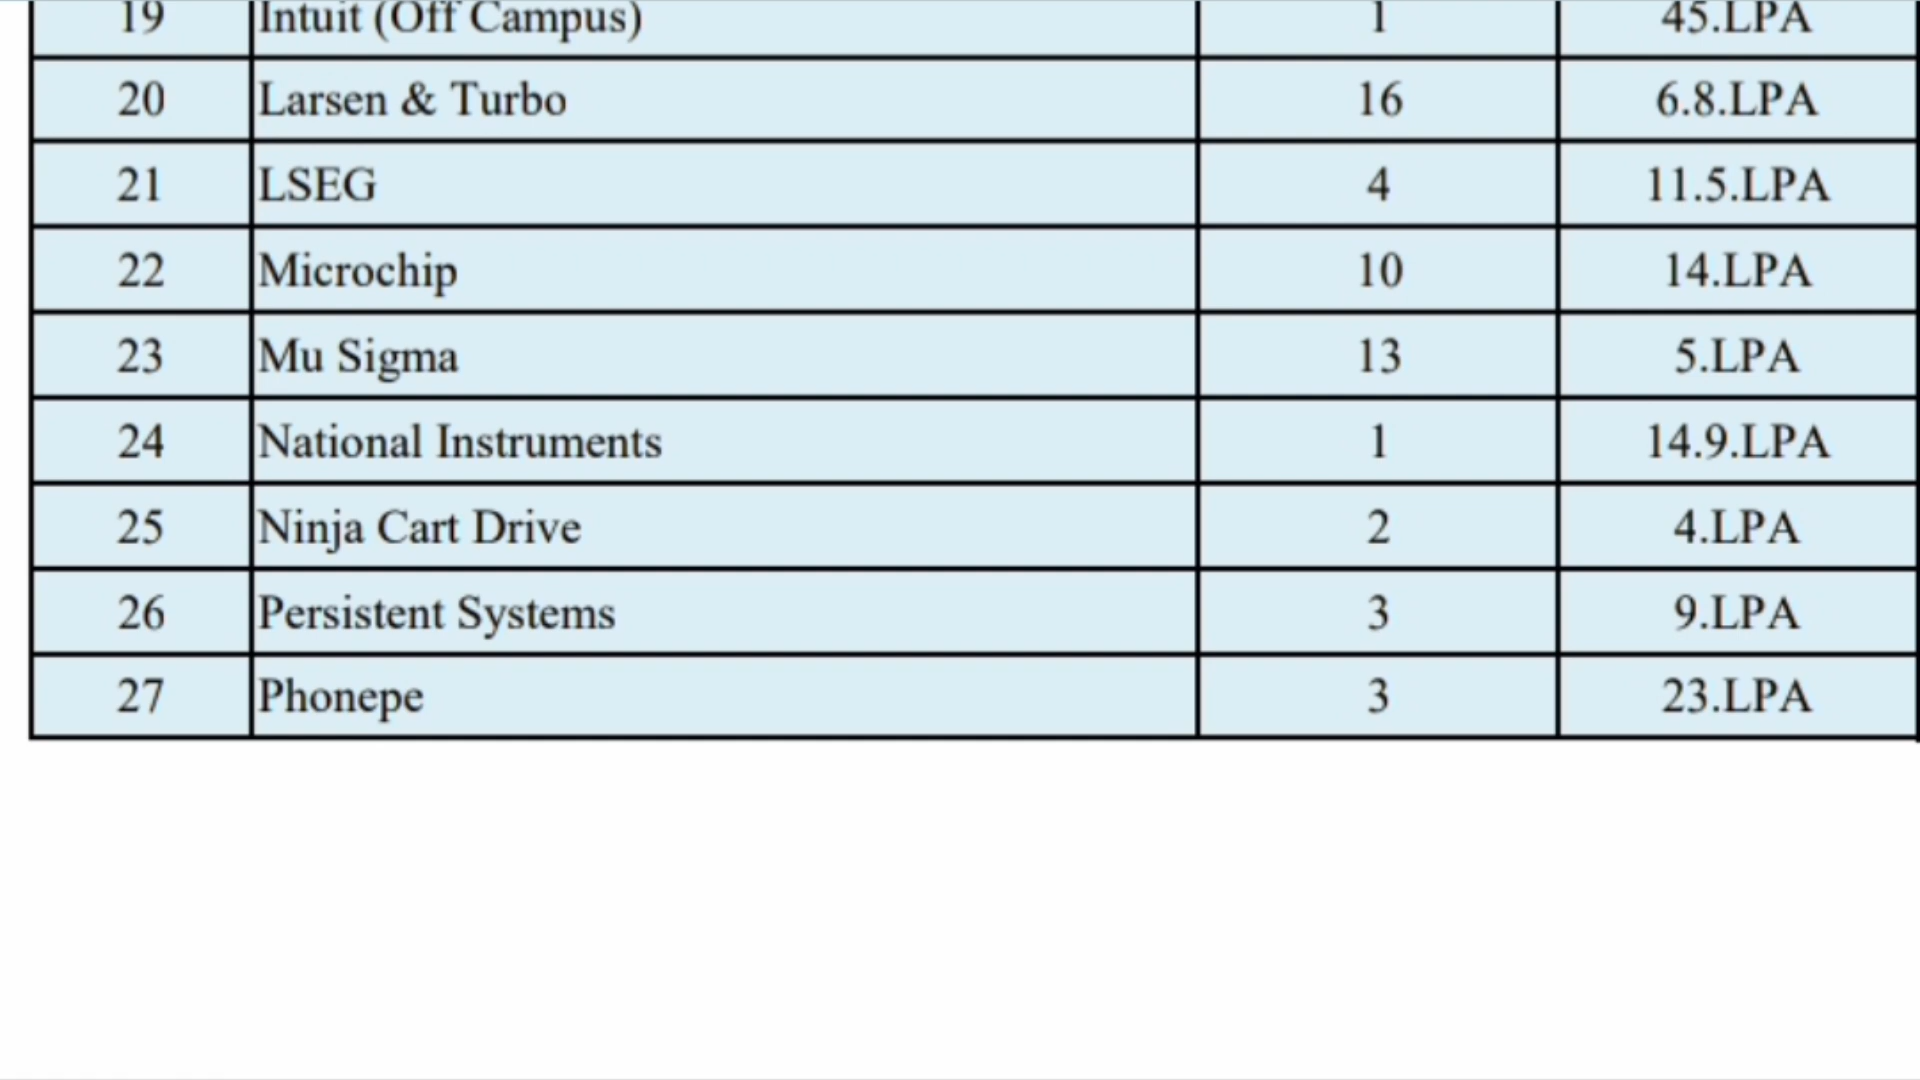 19 Intuit (Off Campus) 1 45.LPA
20 Larsen & Turbo 16 6.8.LPA
21 LSEG 4 11.5.LPA
22 Microchip 10 14.LPA
23 Mu Sigma 13 5.LPA
24 National Instruments 1 14.9.LPA
25 Ninja Cart Drive 2 4.LPA
26 Persistent Systems 3 9.LPA
27 Phonepe 3 23.LPA